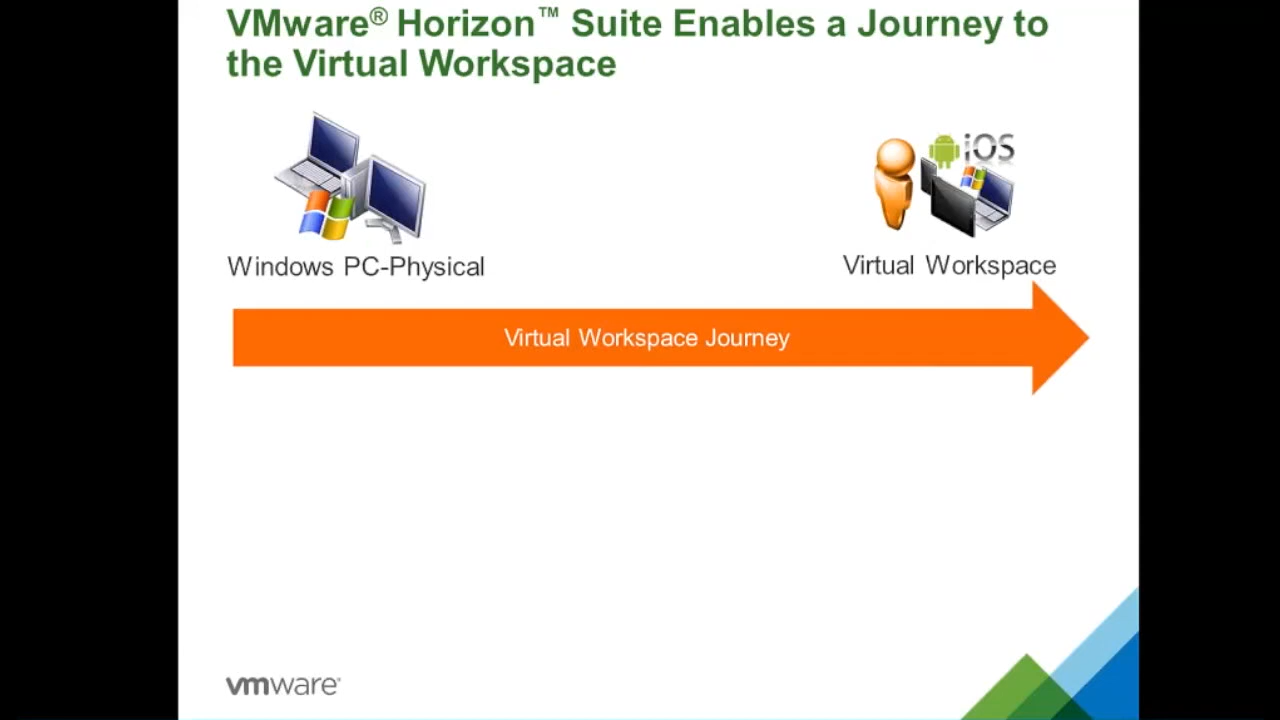 VMware® Horizon™ Suite Enables a Journey to
the Virtual Workspace
iOS
Windows PC-Physical
Virtual Workspace
Virtual Workspace Journey
vmware®